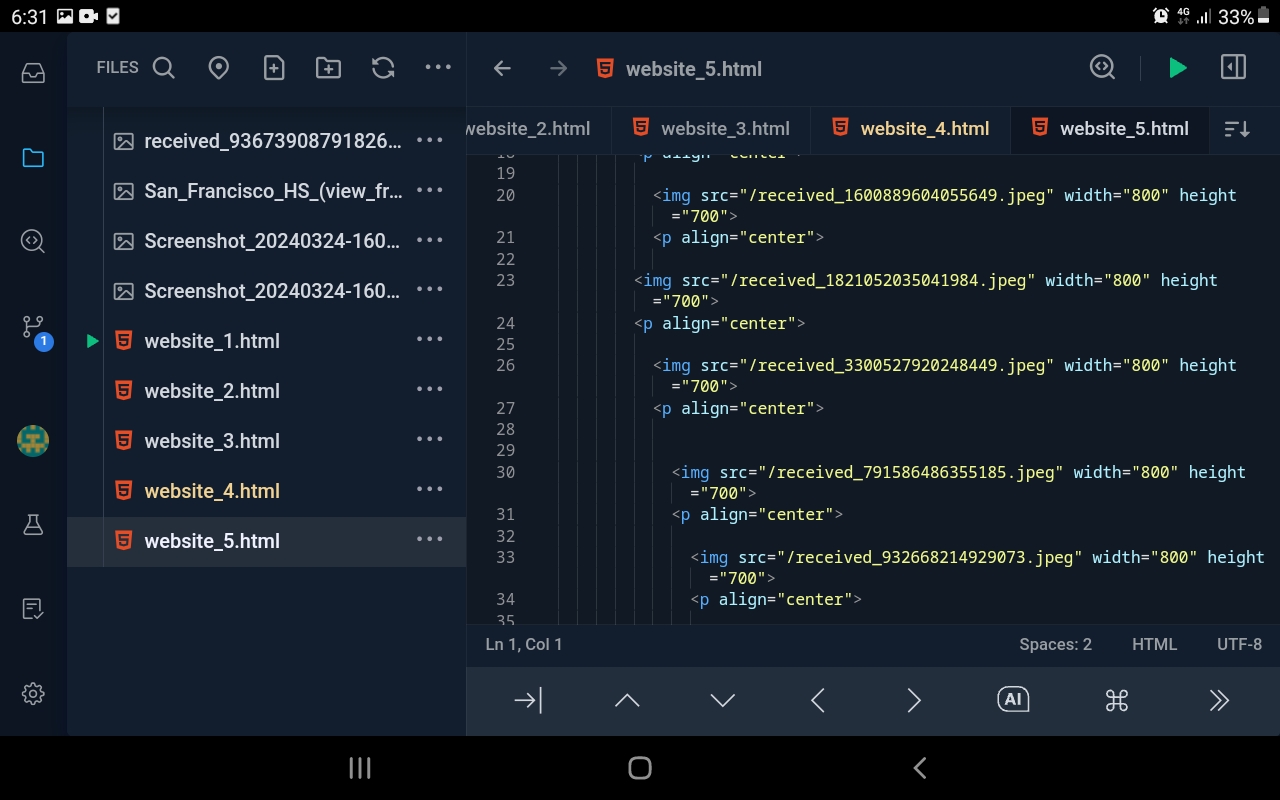 6:31
4G 33%
FILES
received_93673908791826...
San_Francisco_HS_(view_fr...
Screenshot_20240324-160...
Screenshot_20240324-160...
website_1.html
1
website_2.html
website_3.html
website_4.html
website_5.html
website_5.html
website_2.html website_3.html website_4.html website_5.html
18 <p align="center">
19
20 <img src="/received_1600889604055649.jpeg" width="800" height
="700">
21 <p align="center">
22
23 <img src="/received_1821052035041984.jpeg" width="800" height
="700">
24 <p align="center">
25
26 <img src="/received_3300527920248449.jpeg" width="800" height
="700">
27 <p align="center">
28
29
30 <img src="/received_791586486355185.jpeg" width="800" height
="700">
31 <p align="center">
32
33 <img src="/received_932668214929073.jpeg" width="800" height
="700">
34 <p align="center">
35
Ln 1, Col 1 Spaces: 2 HTML UTF-8
AI